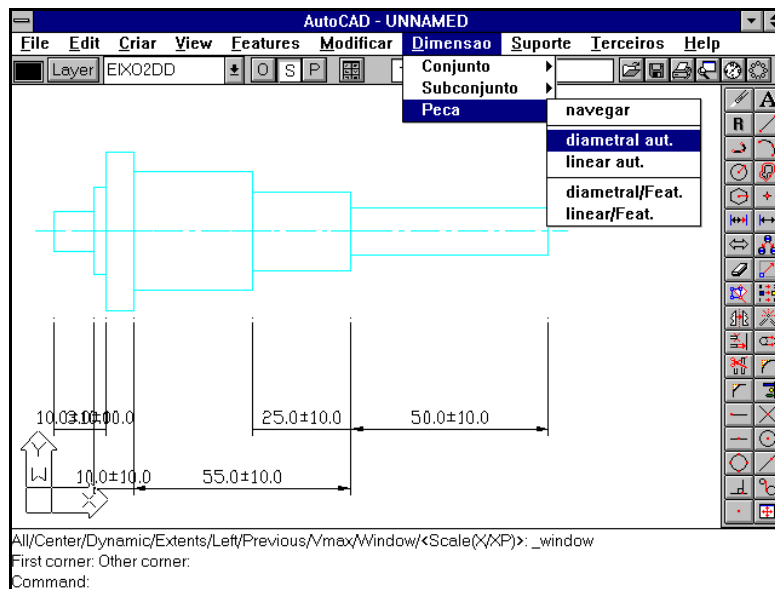 AutoCAD - UNNAMED
File Edit Criar View Features Modificar Dimensao Suporte Terceiros Help
Layer EIXO2DD O S P
Conjunto
Subconjunto
Peca
navegar
diametral aut.
linear aut.
diametral/Feat.
linear/Feat.
A
R
25.0±10.0 50.0±10.0
10.0±10.0 55.0±10.0
Y
W
X
All/Center/Dynamic/Extents/Left/Previous/Vmax/Window/<Scale(X/XP)>: _window
First corner: Other corner:
Command: